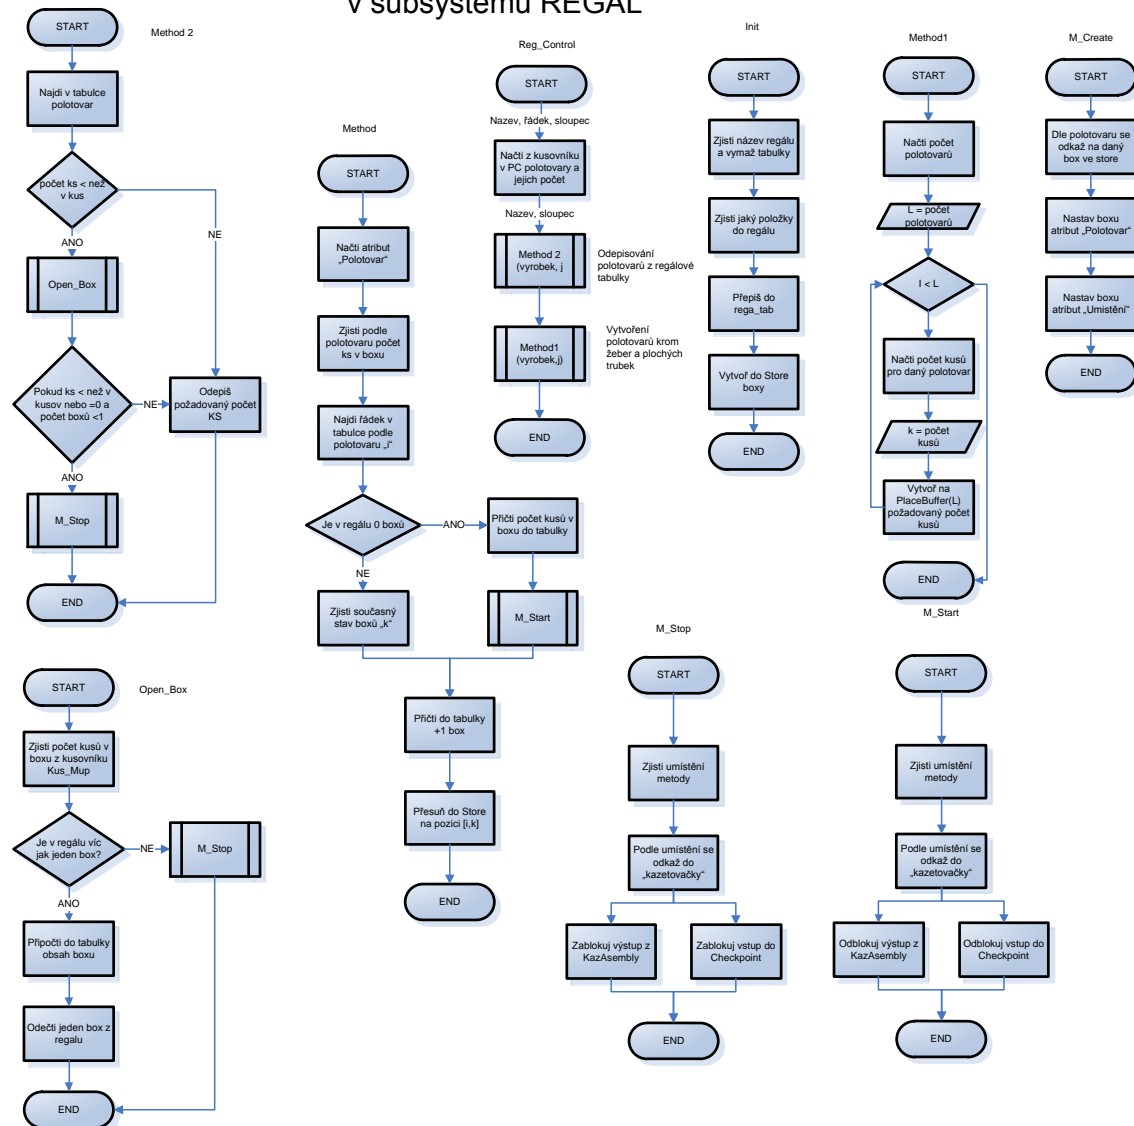 v subsystému REGÁL
START
Method 2
Najdi v tabulce
polotovar
počet ks < než
v kus
ANO
NE
Open_Box
Pokud ks < než v
kusov nebo =0 a
počet boxů <1
NE
Odepiš
požadovaný počet
KS
ANO
M_Stop
END
START
Open_Box
Zjisti počet kusů v
boxu z kusovníku
Kus_Mup
Je v regálu víc
jak jeden box?
NE
M_Stop
ANO
Připočti do tabulky
obsah boxu
Odečti jeden box z
regalu
END
Method
START
Načti atribut
„Polotovar“
Zjisti podle
polotovaru počet
ks v boxu
Najdi řádek v
tabulce podle
polotovaru „i“
Je v regálu 0 boxů
ANO
Přičti počet kusů v
boxu do tabulky
NE
Zjisti současný
stav boxů „k“
M_Start
Přičti do tabulky
+1 box
Přesuň do Store
na pozici [i,k]
END
Reg_Control
START
Nazev, řádek, sloupec
Načti z kusovníku
v PC polotovary a
jejich počet
Nazev, sloupec
Method 2
(vyrobek, j
Odepisování
polotovarů z regálové
tabulky
Method1
(vyrobek,j)
Vytvoření
polotovarů krom
žeber a plochých
trubek
END
Init
START
Zjisti název regálu
a vymaž tabulky
Zjisti jaký položky
do regálu
Přepiš do
rega_tab
Vytvoř do Store
boxy
END
Method1
START
Načti počet
polotovarů
L = počet
polotovarů
I < L
Načti počet kusů
pro daný polotovar
k = počet
kusů
Vytvoř na
PlaceBuffer(L)
požadovaný počet
kusů
END
M_Create
START
Dle polotovaru se
odkaž na daný
box ve store
Nastav boxu
atribut „Polotovar“
Nastav boxu
atribut „Umistění“
END
M_Stop
START
Zjisti umístění
metody
Podle umístění se
odkaž do
„kazetovačky“
Zablokuj výstup z
KazAsembly
Zablokuj vstup do
Checkpoint
END
M_Start
START
Zjisti umístění
metody
Podle umístění se
odkaž do
„kazetovačky“
Odblokuj výstup z
KazAsembly
Odblokuj vstup do
Checkpoint
END